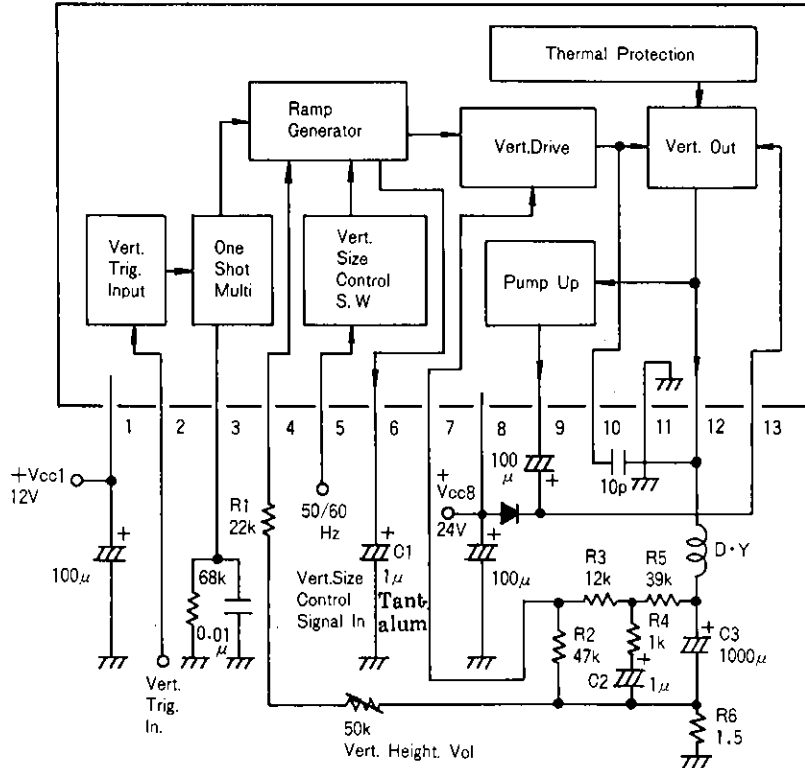 Thermal Protection
Ramp
Generator
Vert.Drive
Vert. Out
Vert.
Trig.
Input
One
Shot
Multi
Vert.
Size
Control
S.W
Pump Up
1
2
3
4
5
6
7
8
9
10
11
12
13
+Vcc1
12V
+
100μ
68k
0.01
μ
Vert.
Trig.
In.
R1
22k
50/60
Hz
Vert.Size
Control
Signal In
+
C1
1μ
Tant
alum
+
Vcc8
24V
+
100μ
100
μ
+
10p
D·Y
R3
12k
R5
39k
R2
47k
R4
1k
+
C2
1μ
+
C3
1000μ
R6
1.5
50k
Vert. Height. Vol